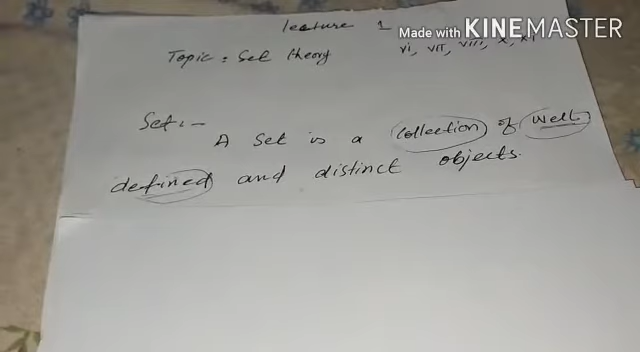 lecture 1
Made with KINEMASTER
Topic : Set theory
VI, VII, VIII, X, XI
Set :-
A set is a collection of well
defined and distinct objects.